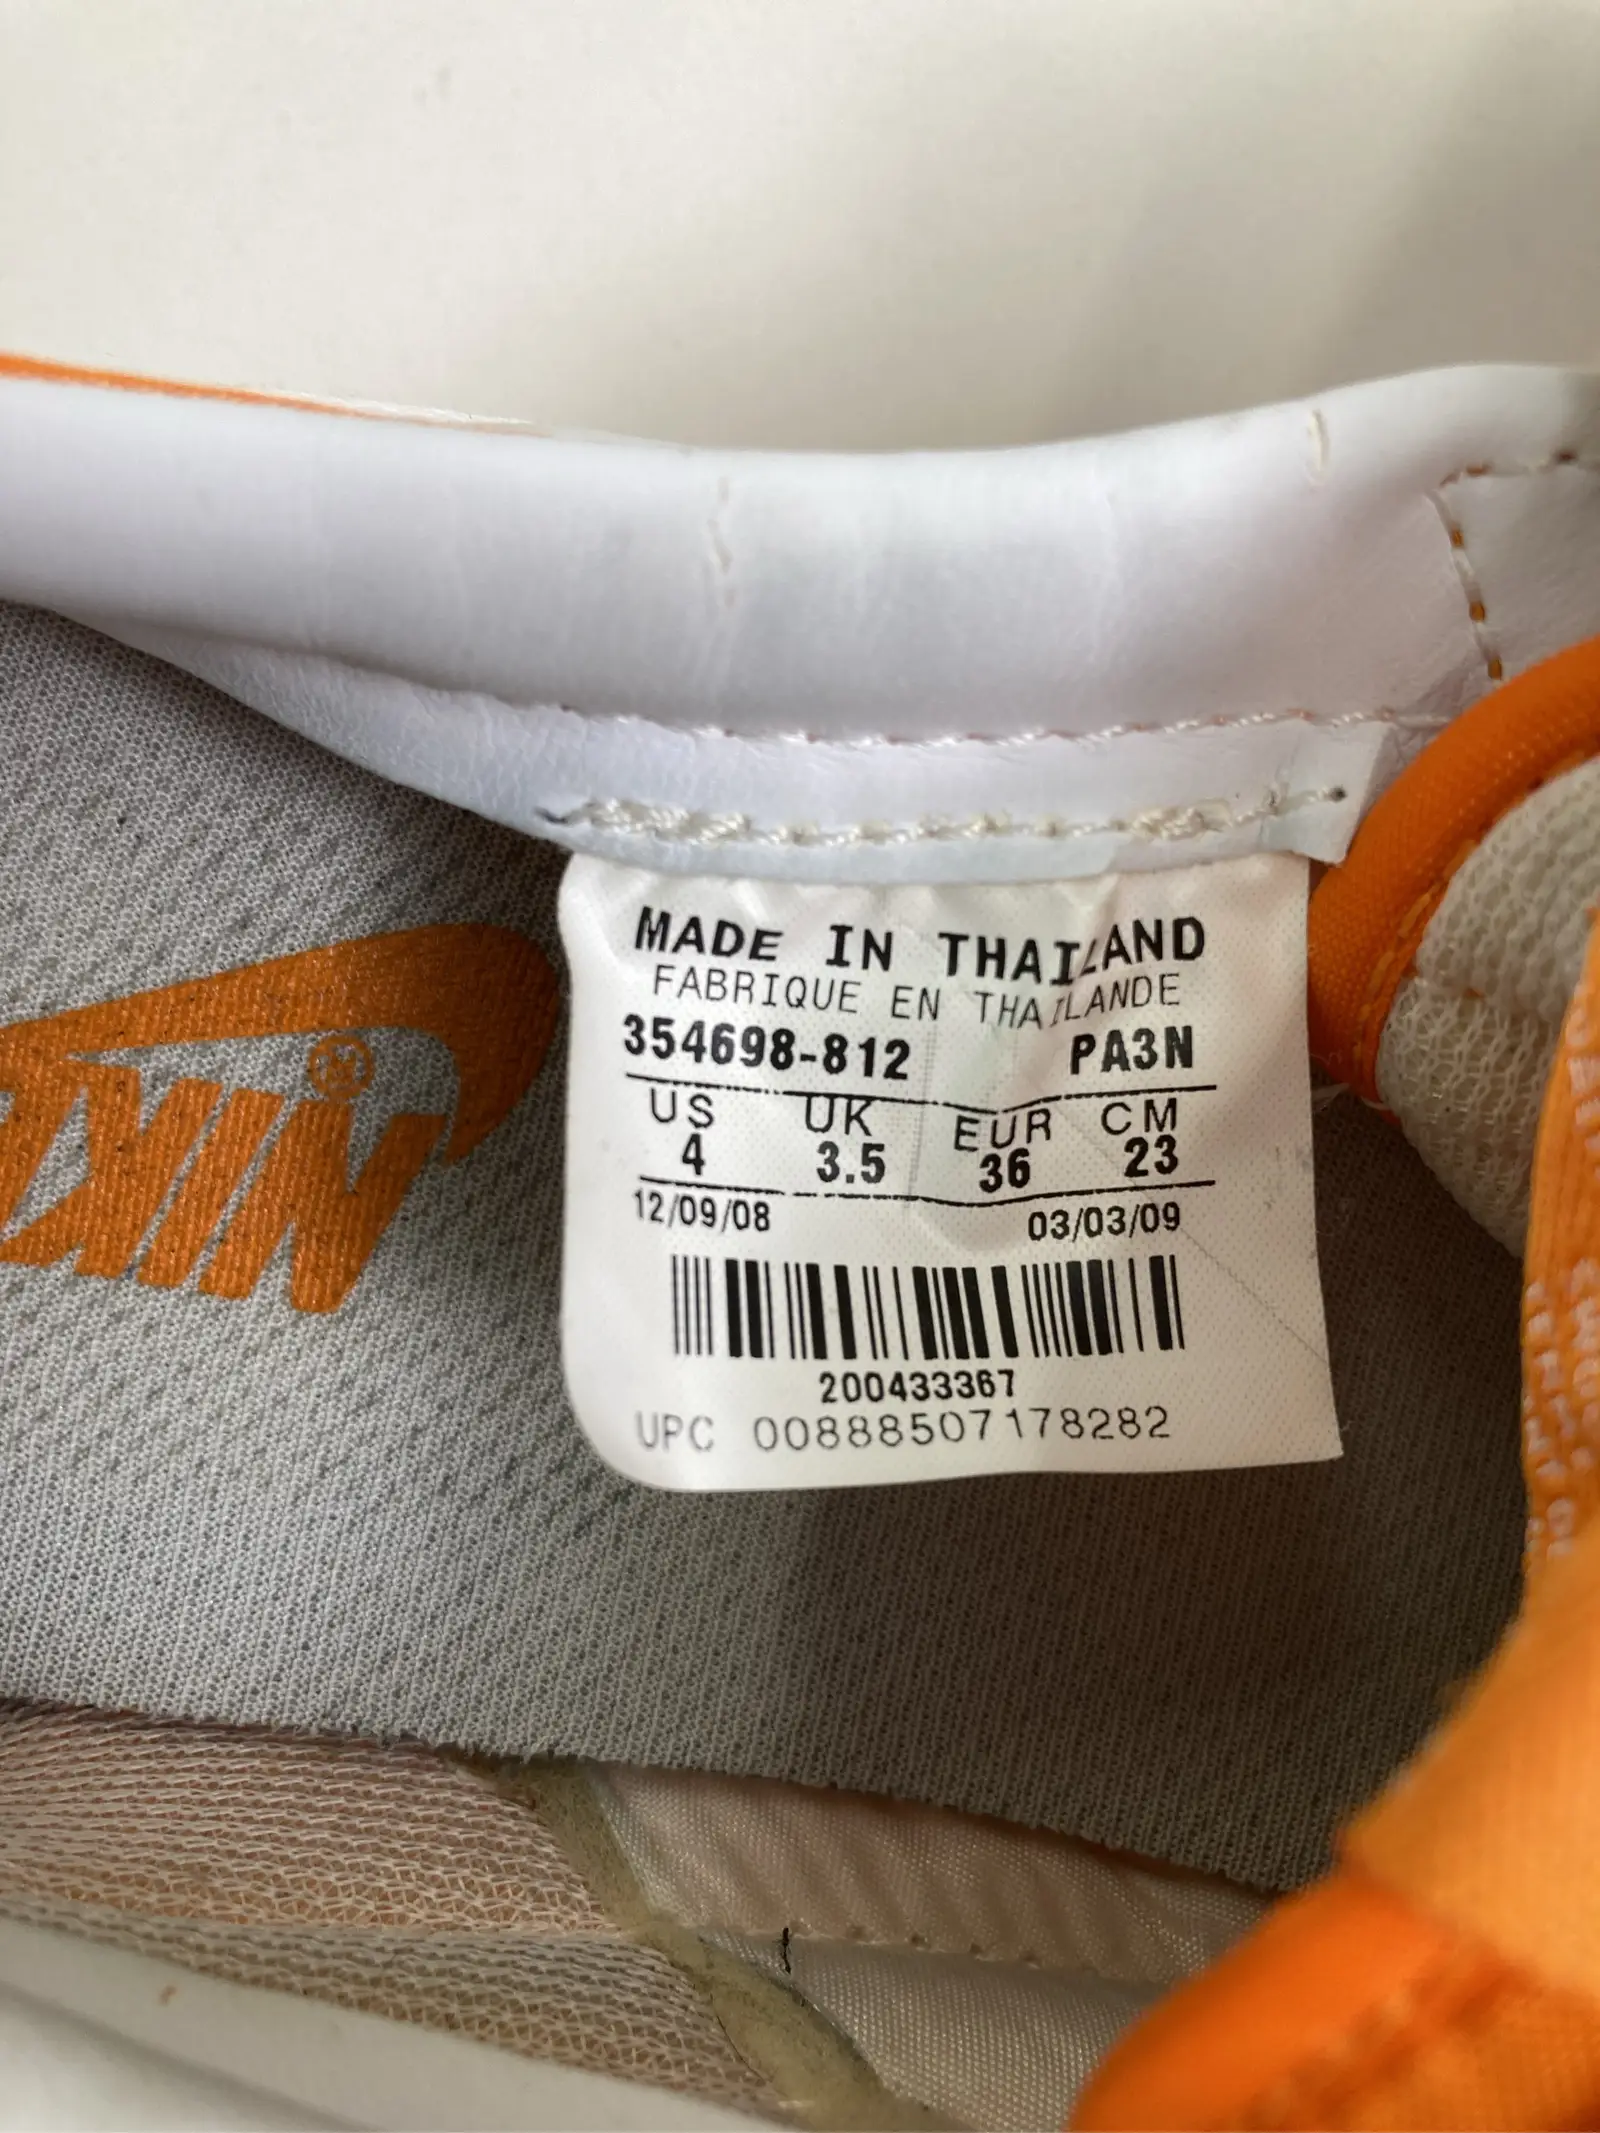 MADE IN THAILAND
FABRIQUE EN THAILANDE
354698-812 PA3N
US UK EUR CM
4 3.5 36 23
12/09/08 03/03/09
200433367
UPC 00888507178282
NIKE